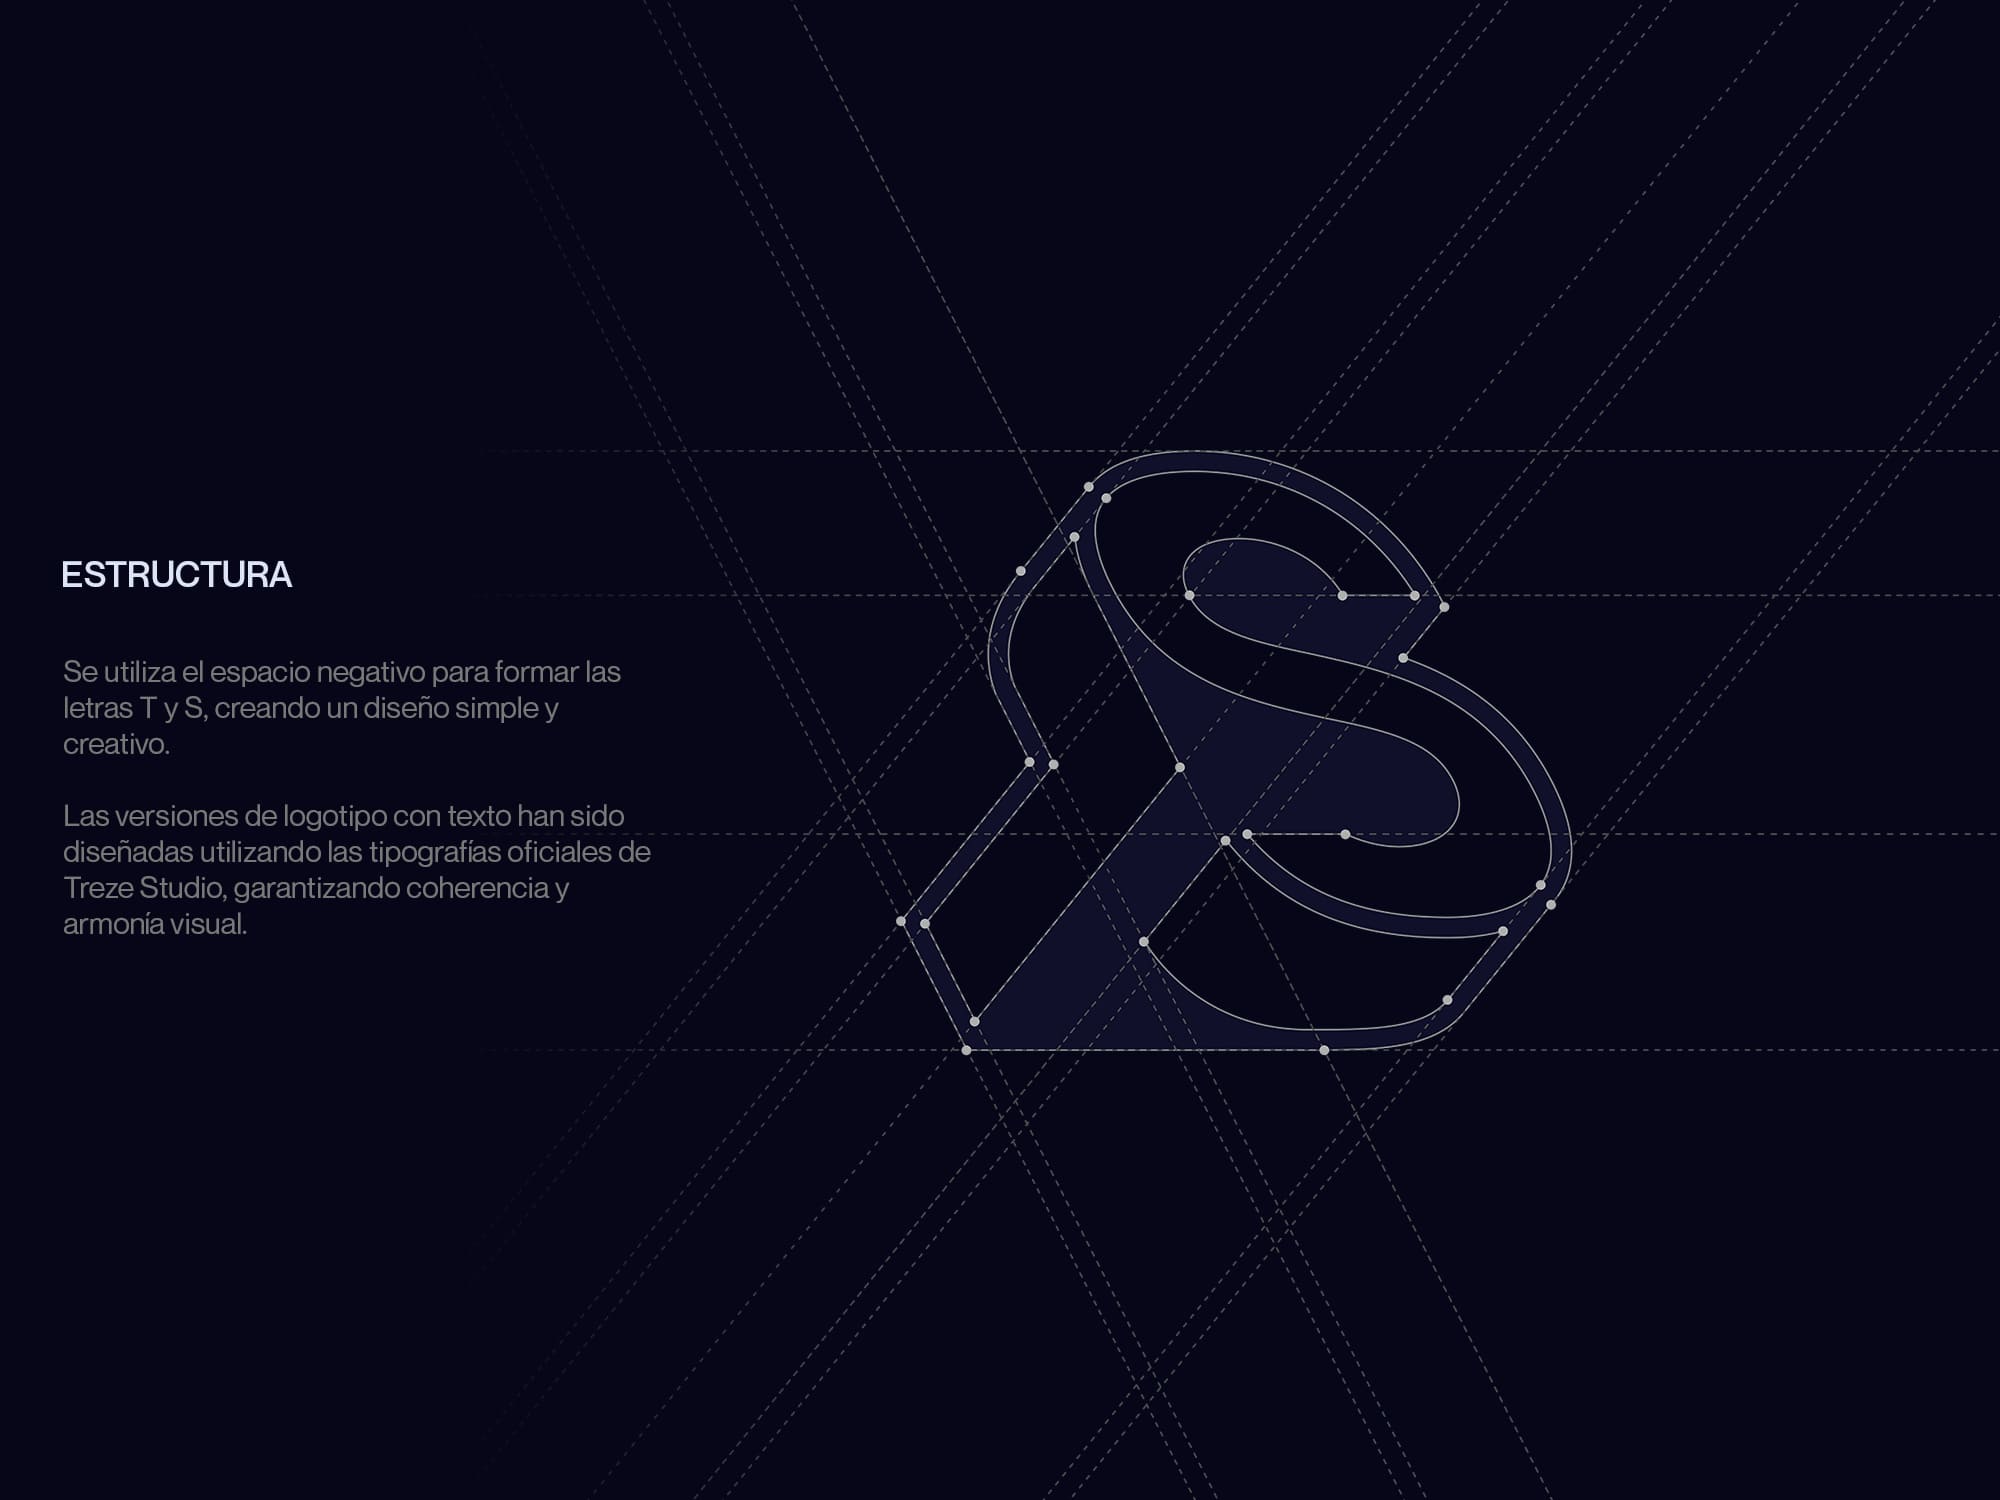 ESTRUCTURA
Se utiliza el espacio negativo para formar las
letras T y S, creando un diseño simple y
creativo.
Las versiones de logotipo con texto han sido
diseñadas utilizando las tipografías oficiales de
Treze Studio, garantizando coherencia y
armonía visual.